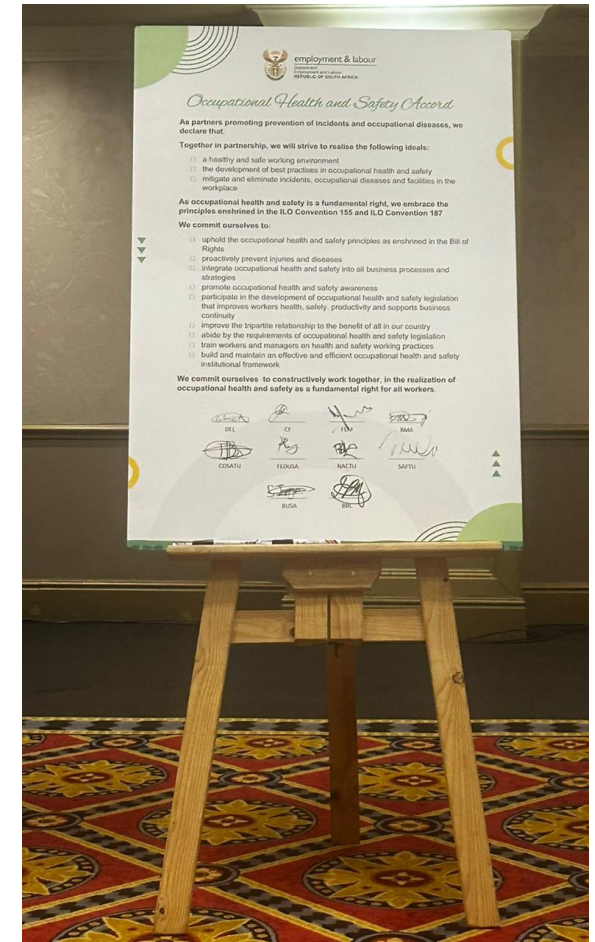 employment & labour
Department:
Employment and Labour
REPUBLIC OF SOUTH AFRICA
Occupational Health and Safety Accord
As partners promoting prevention of incidents and occupational diseases, we
declare that:
Together in partnership, we will strive to realise the following ideals:
a healthy and safe working environment
the development of best practises in occupational health and safety
mitigate and eliminate incidents, occupational diseases and facilities in the
workplace
As occupational health and safety is a fundamental right, we embrace the
principles enshrined in the ILO Convention 155 and ILO Convention 187
We commit ourselves to:
uphold the occupational health and safety principles as enshrined in the Bill of
Rights
proactively prevent injuries and diseases
integrate occupational health and safety into all business processes and
strategies
promote occupational health and safety awareness
participate in the development of occupational health and safety legislation
that improves workers health, safety, productivity and supports business
continuity
improve the tripartite relationship to the benefit of all in our country
abide by the requirements of occupational health and safety legislation
train workers and managers on health and safety working practices
build and maintain an effective and efficient occupational health and safety
institutional framework
We commit ourselves to constructively work together, in the realization of
occupational health and safety as a fundamental right for all workers.
DEL CF FEM RMA
COSATU FEDUSA NACTU SAFTU
BUSA BBC